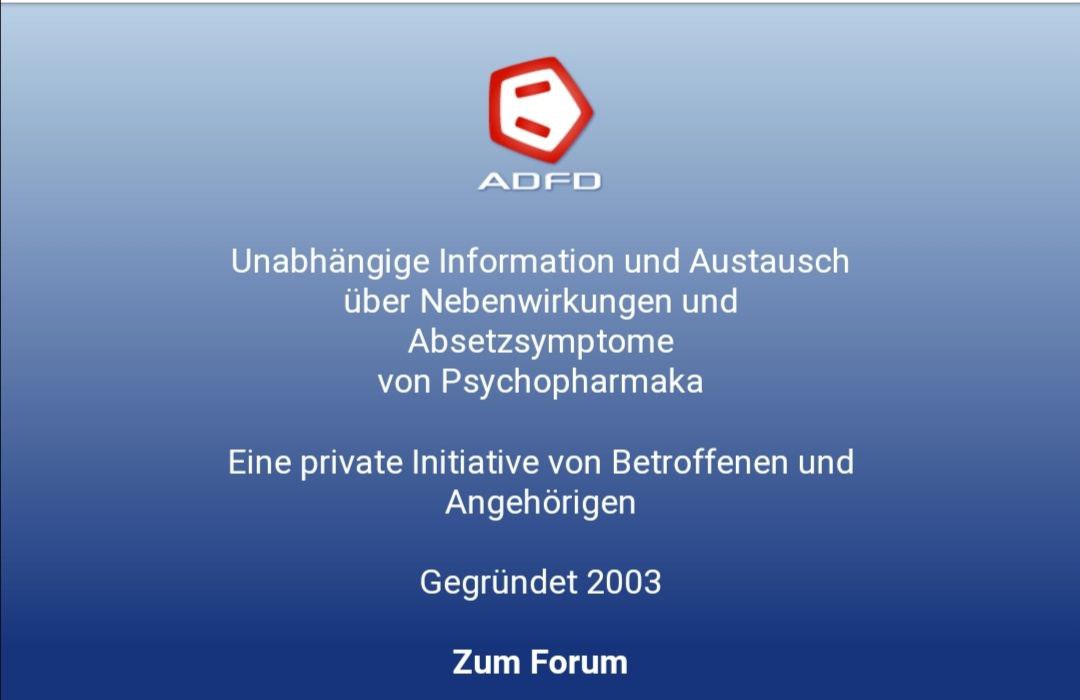 ADFD
Unabhängige Information und Austausch
über Nebenwirkungen und
Absetzsymptome
von Psychopharmaka
Eine private Initiative von Betroffenen und
Angehörigen
Gegründet 2003
Zum Forum